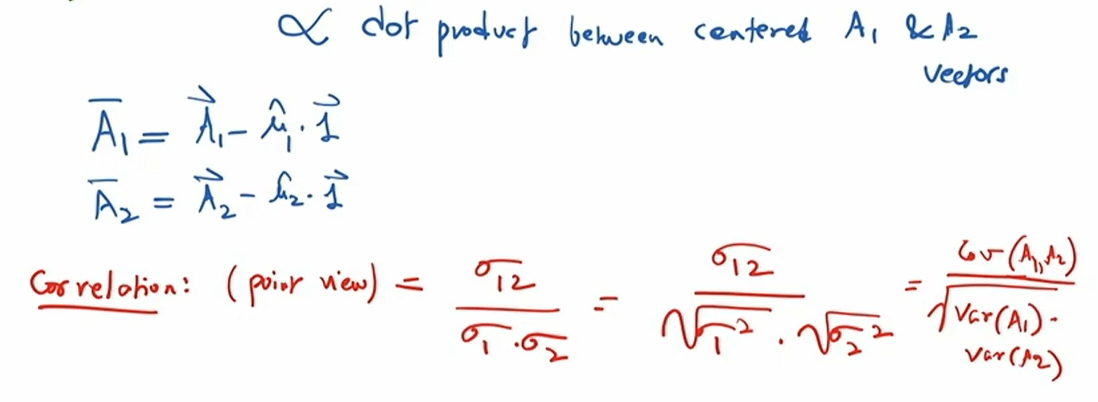 ∝ dot product between centered A₁ & A₂
vectors
A̅₁ = A⃗₁ - μ̂₁ · 1⃗
A̅₂ = A⃗₂ - μ̂₂ · 1⃗
Correlation: (point view) = σ₁₂ / (σ₁ · σ₂) = σ₁₂ / (√σ₁² · √σ₂²) = Cov(A₁, A₂) / √(Var(A₁) · Var(A₂))